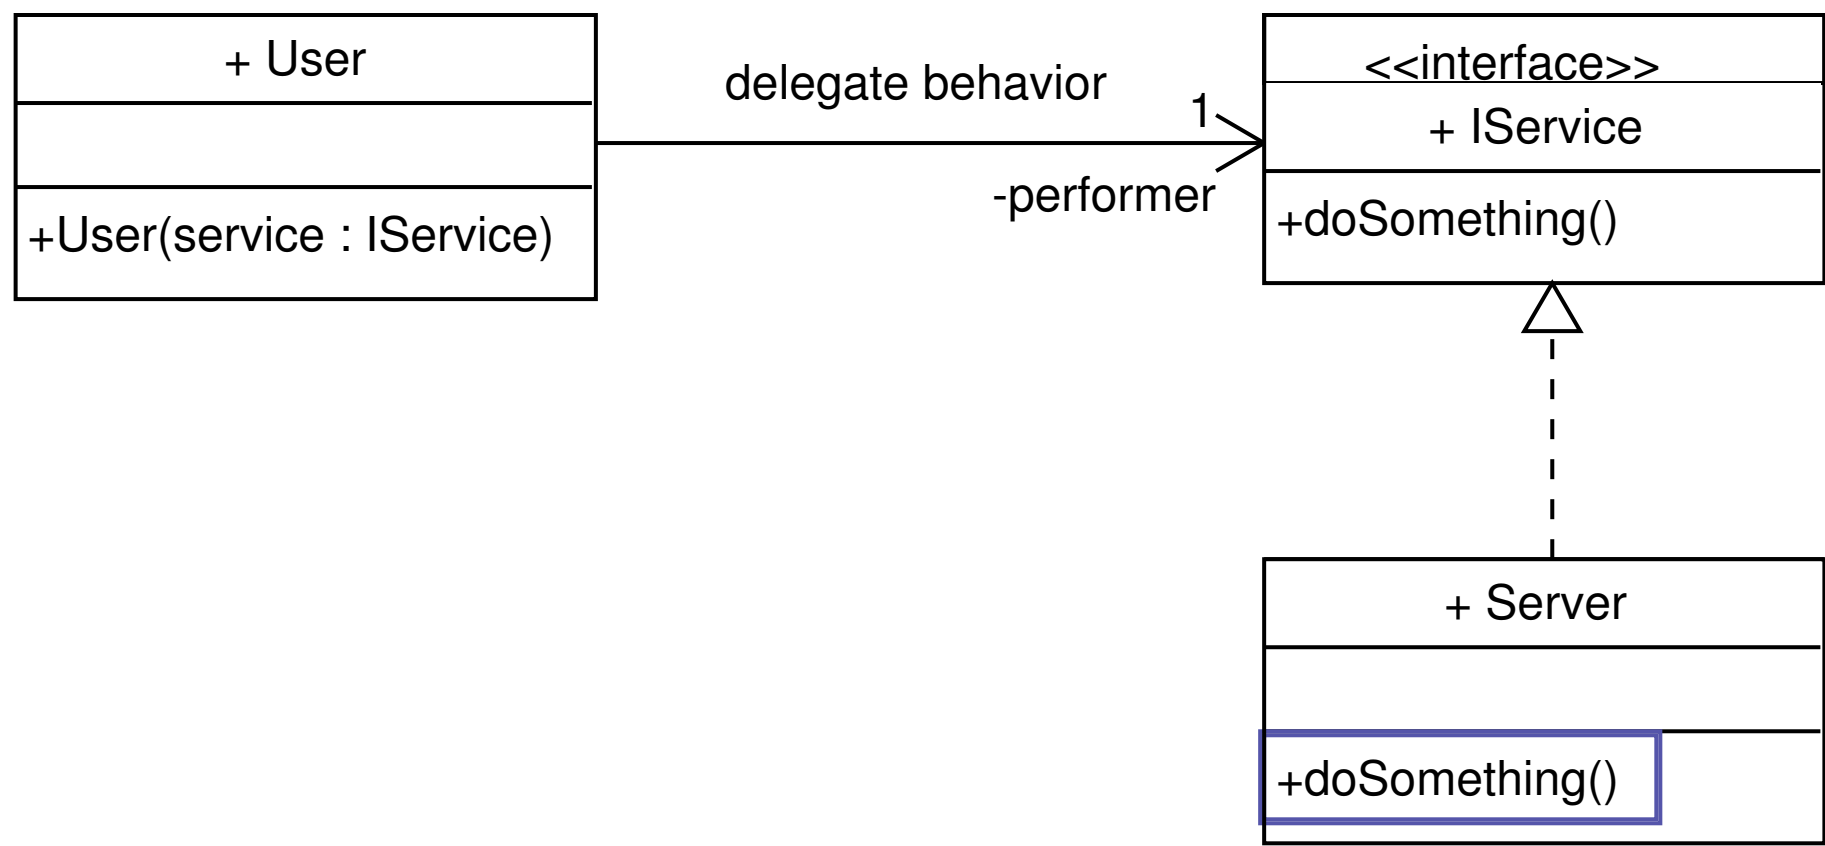 + User
+User(service : IService)
delegate behavior
1
-performer
<<interface>>
+ IService
+doSomething()
+ Server
+doSomething()